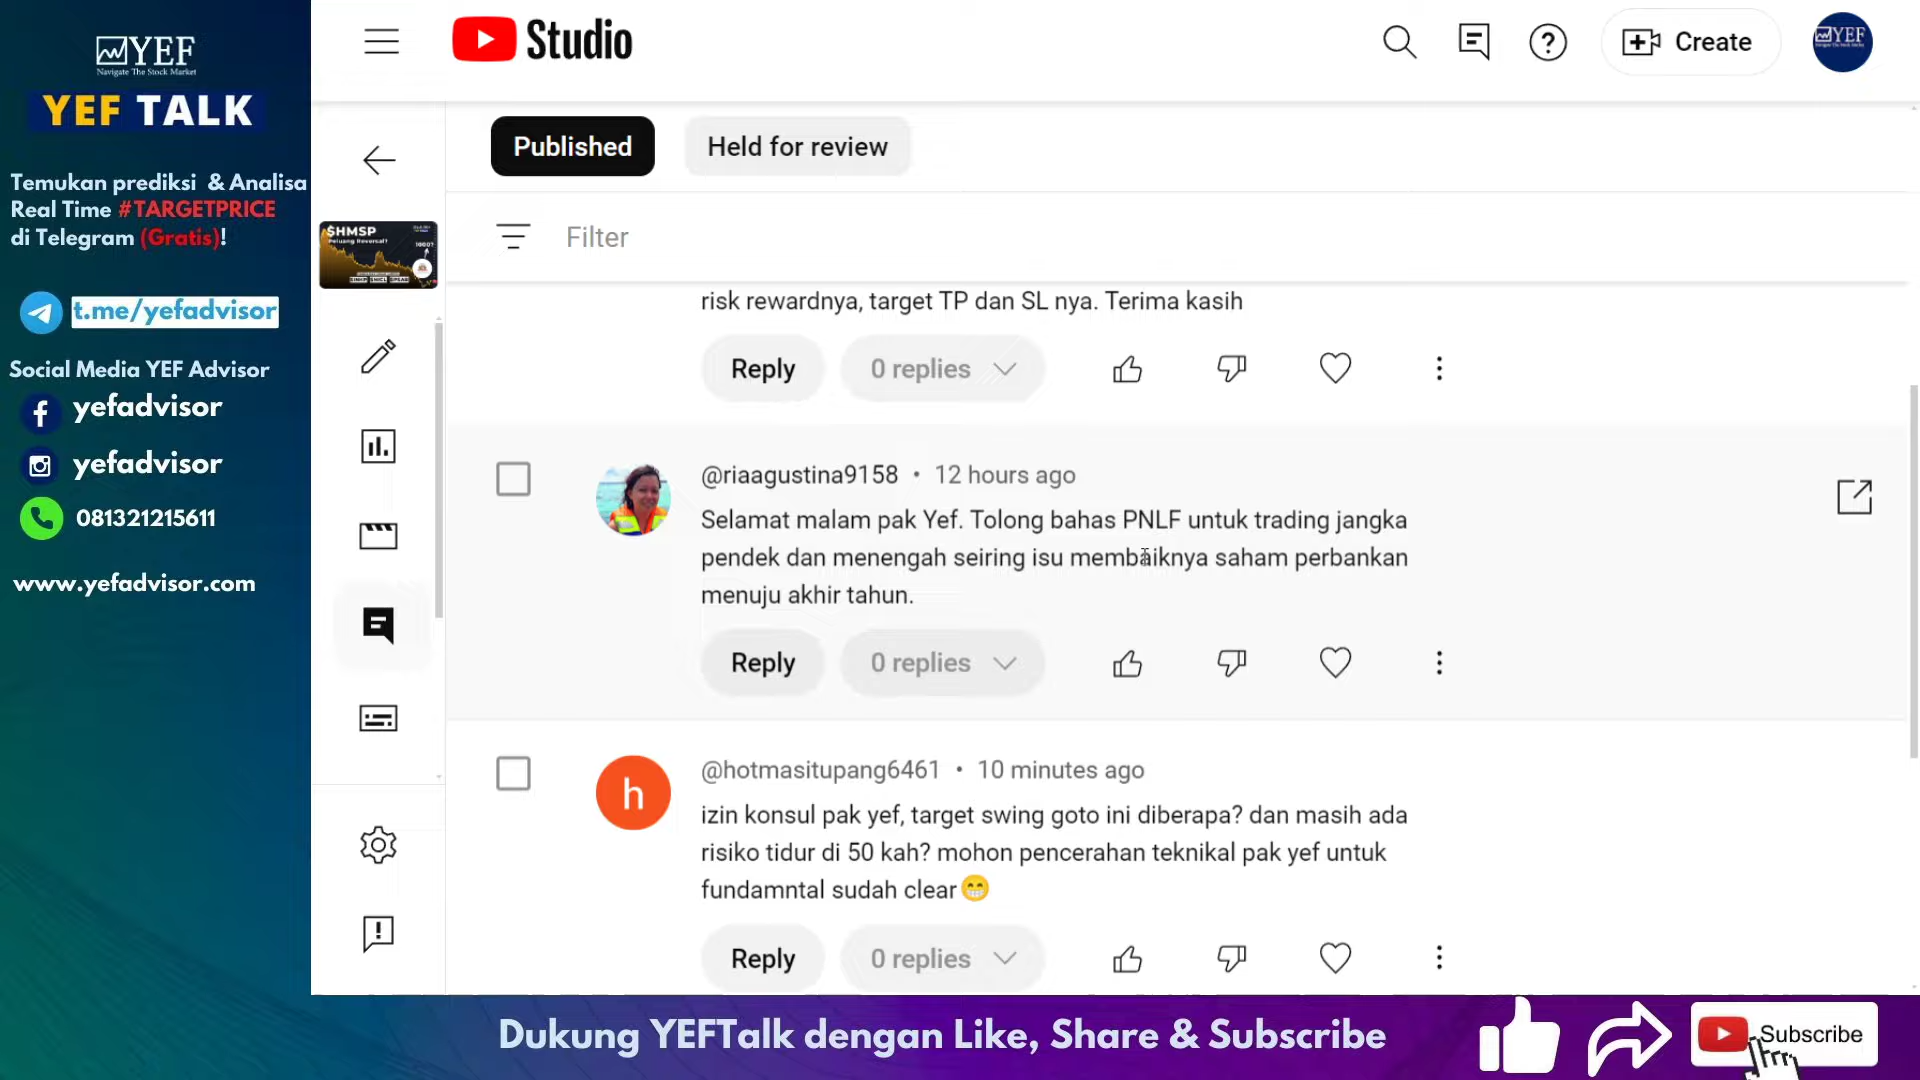 YEF
Navigate The Stock Market
YEF TALK
Temukan prediksi & Analisa
Real Time #TARGETPRICE
di Telegram (Gratis)!
t.me/yefadvisor
Social Media YEF Advisor
yefadvisor
yefadvisor
081321215611
www.yefadvisor.com
Studio
Create
YEF
Published
Held for review
$HMSP
Peluang Reversal?
Filter
risk rewardnya, target TP dan SL nya. Terima kasih
Reply
0 replies
@riaagustina9158 • 12 hours ago
Selamat malam pak Yef. Tolong bahas PNLF untuk trading jangka
pendek dan menengah seiring isu membaiknya saham perbankan
menuju akhir tahun.
Reply
0 replies
h
@hotmasitupang6461 • 10 minutes ago
izin konsul pak yef, target swing goto ini diberapa? dan masih ada
risiko tidur di 50 kah? mohon pencerahan teknikal pak yef untuk
fundamntal sudah clear😁
Reply
0 replies
Dukung YEFTalk dengan Like, Share & Subscribe
Subscribe